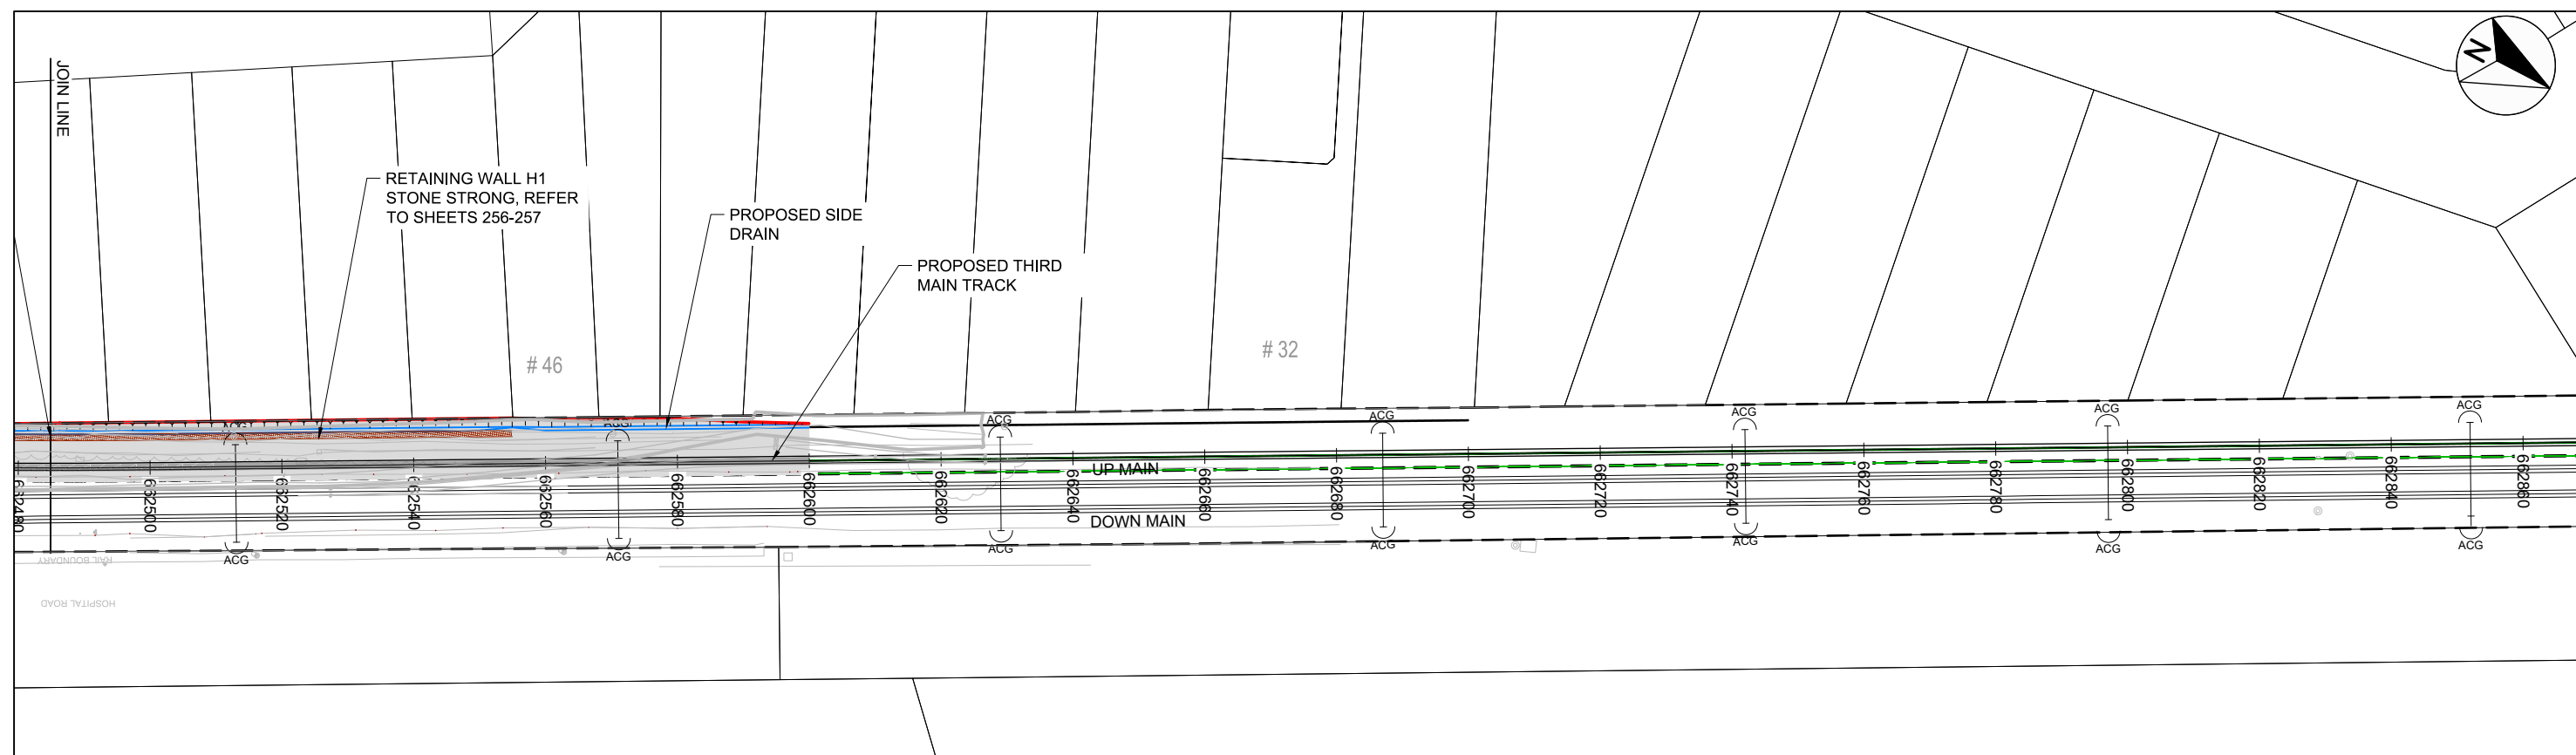 JOIN LINE
N
RETAINING WALL H1
STONE STRONG, REFER
TO SHEETS 256-257
PROPOSED SIDE
DRAIN
PROPOSED THIRD
MAIN TRACK
# 46
# 32
ACG
ACG
ACG
ACG
ACG
UP MAIN
662480
662500
662520
662540
662560
662580
662600
662620
662640
662660
662680
662700
662720
662740
662760
662780
662800
662820
662840
662860
DOWN MAIN
ACG
ACG
ACG
ACG
ACG
ACG
ACG
RAIL BOUNDARY
HOSPITAL ROAD